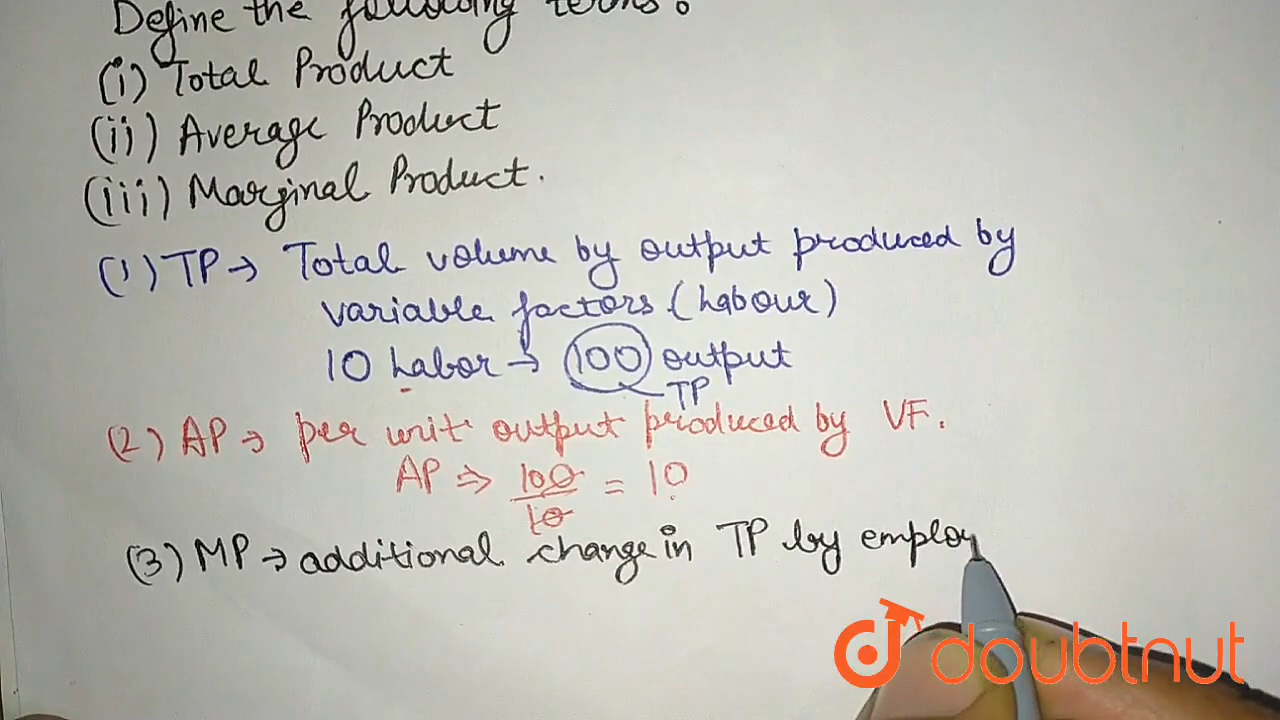 Define the following terms:
(i) Total Product
(ii) Average Product
(iii) Marginal Product.
(1) TP → Total volume by output produced by
variable factors (Labour)
10 Labor → 100 output
TP
(2) AP → per unit output produced by VF.
AP ⇒ 100/10 = 10
(3) MP → additional change in TP by employ
doubtnut